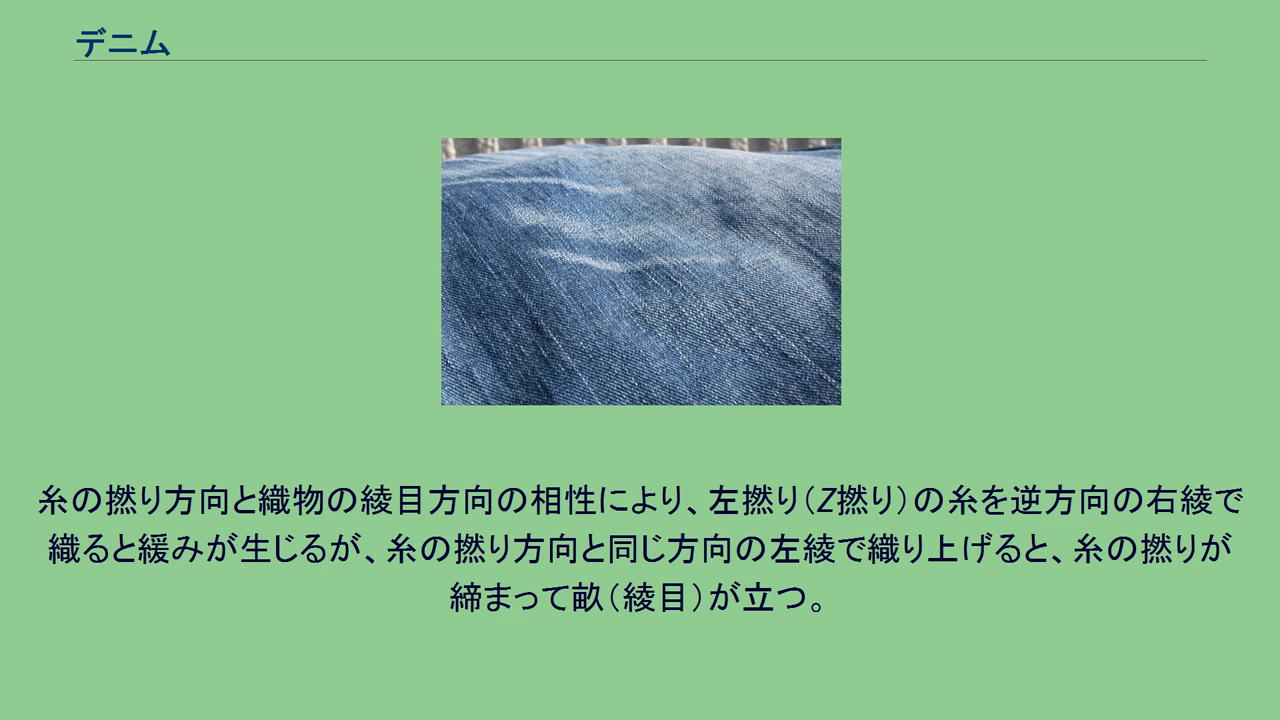 デニム
糸の撚り方向と織物の綾目方向の相性により、左撚り（Z撚り）の糸を逆方向の右綾で
織ると緩みが生じるが、糸の撚り方向と同じ方向の左綾で織り上げると、糸の撚りが
締まって畝（綾目）が立つ。